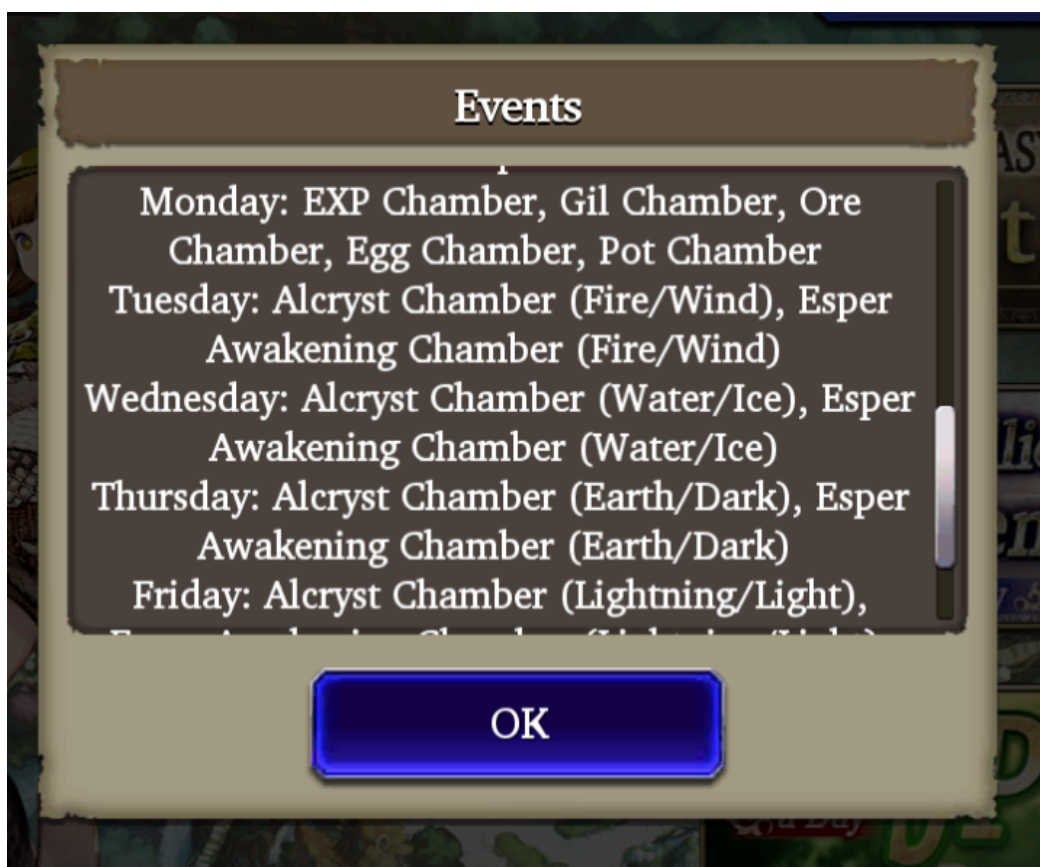 Events
Monday: EXP Chamber, Gil Chamber, Ore
Chamber, Egg Chamber, Pot Chamber
Tuesday: Alcryst Chamber (Fire/Wind), Esper
Awakening Chamber (Fire/Wind)
Wednesday: Alcryst Chamber (Water/Ice), Esper
Awakening Chamber (Water/Ice)
Thursday: Alcryst Chamber (Earth/Dark), Esper
Awakening Chamber (Earth/Dark)
Friday: Alcryst Chamber (Lightning/Light),
OK
a Day